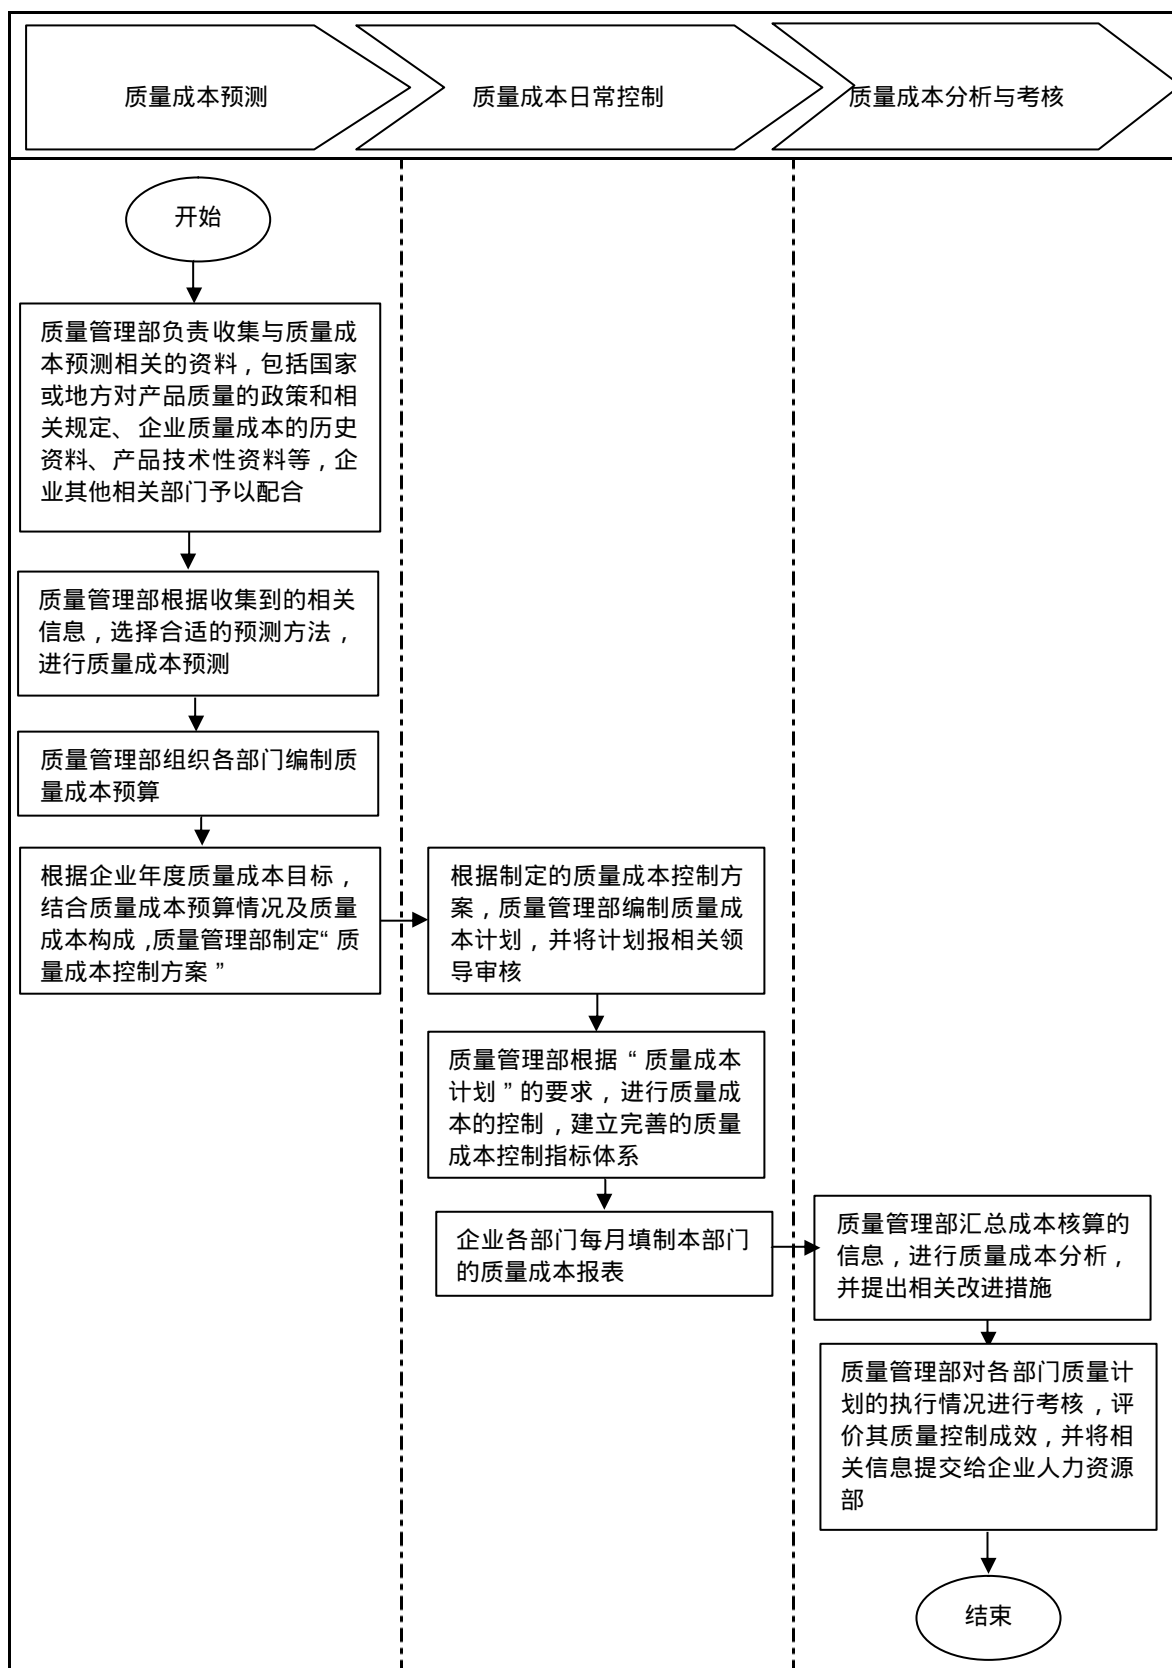 质量成本预测
质量成本日常控制
质量成本分析与考核
开始
质量管理部负责收集与质量成
本预测相关的资料，包括国家
或地方对产品质量的政策和相
关规定、企业质量成本的历史
资料、产品技术性资料等，企
业其他相关部门予以配合
质量管理部根据收集到的相关
信息，选择合适的预测方法，
进行质量成本预测
质量管理部组织各部门编制质
量成本预算
根据企业年度质量成本目标，
结合质量成本预算情况及质量
成本构成,质量管理部制定“质
量成本控制方案”
根据制定的质量成本控制方
案，质量管理部编制质量成
本计划，并将计划报相关领
导审核
质量管理部根据“质量成本
计划”的要求，进行质量成
本的控制，建立完善的质量
成本控制指标体系
企业各部门每月填制本部门
的质量成本报表
质量管理部汇总成本核算的
信息，进行质量成本分析，
并提出相关改进措施
质量管理部对各部门质量计
划的执行情况进行考核，评
价其质量控制成效，并将相
关信息提交给企业人力资源
部
结束